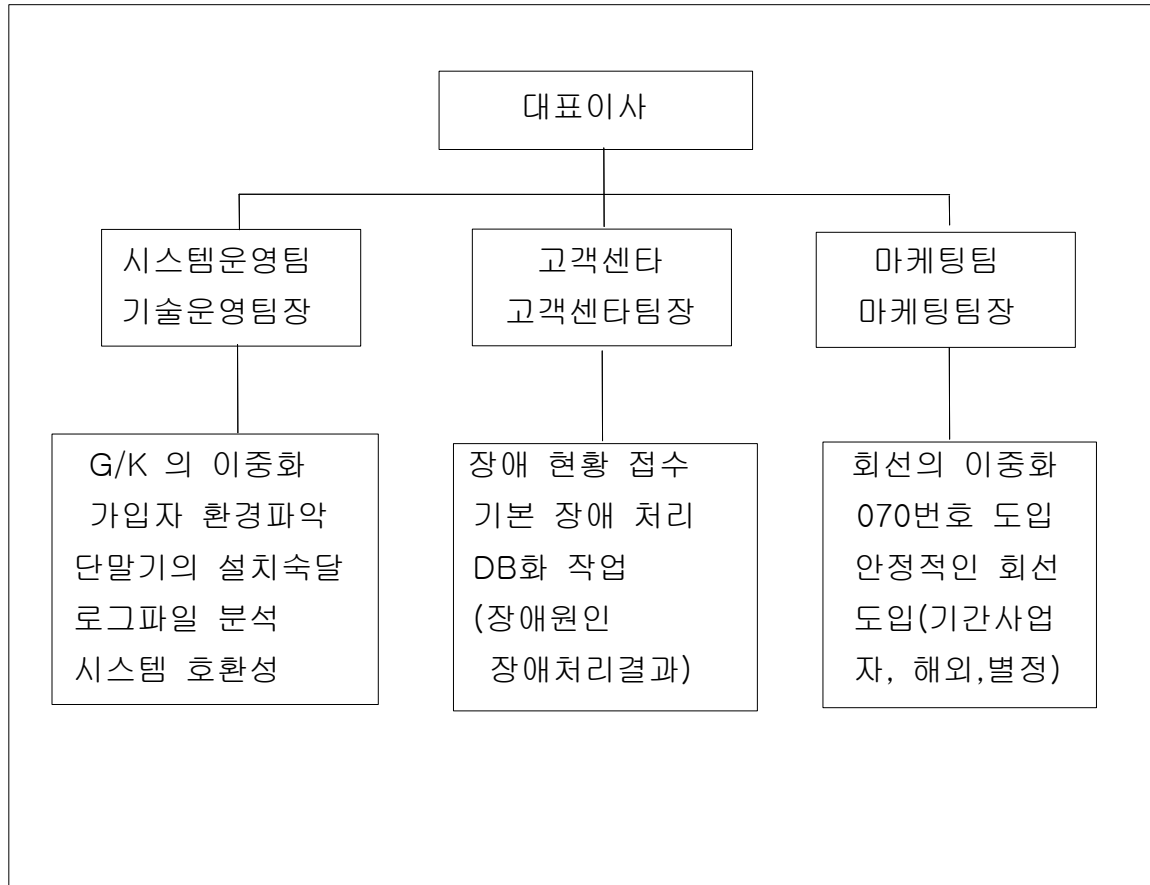 대표이사
시스템운영팀
기술운영팀장
고객센타
고객센타팀장
마케팅팀
마케팅팀장
G/K 의 이중화
가입자 환경파악
단말기의 설치숙달
로그파일 분석
시스템 호환성
장애 현황 접수
기본 장애 처리
DB화 작업
(장애원인
장애처리결과)
회선의 이중화
070번호 도입
안정적인 회선
도입(기간사업
자, 해외,별정)